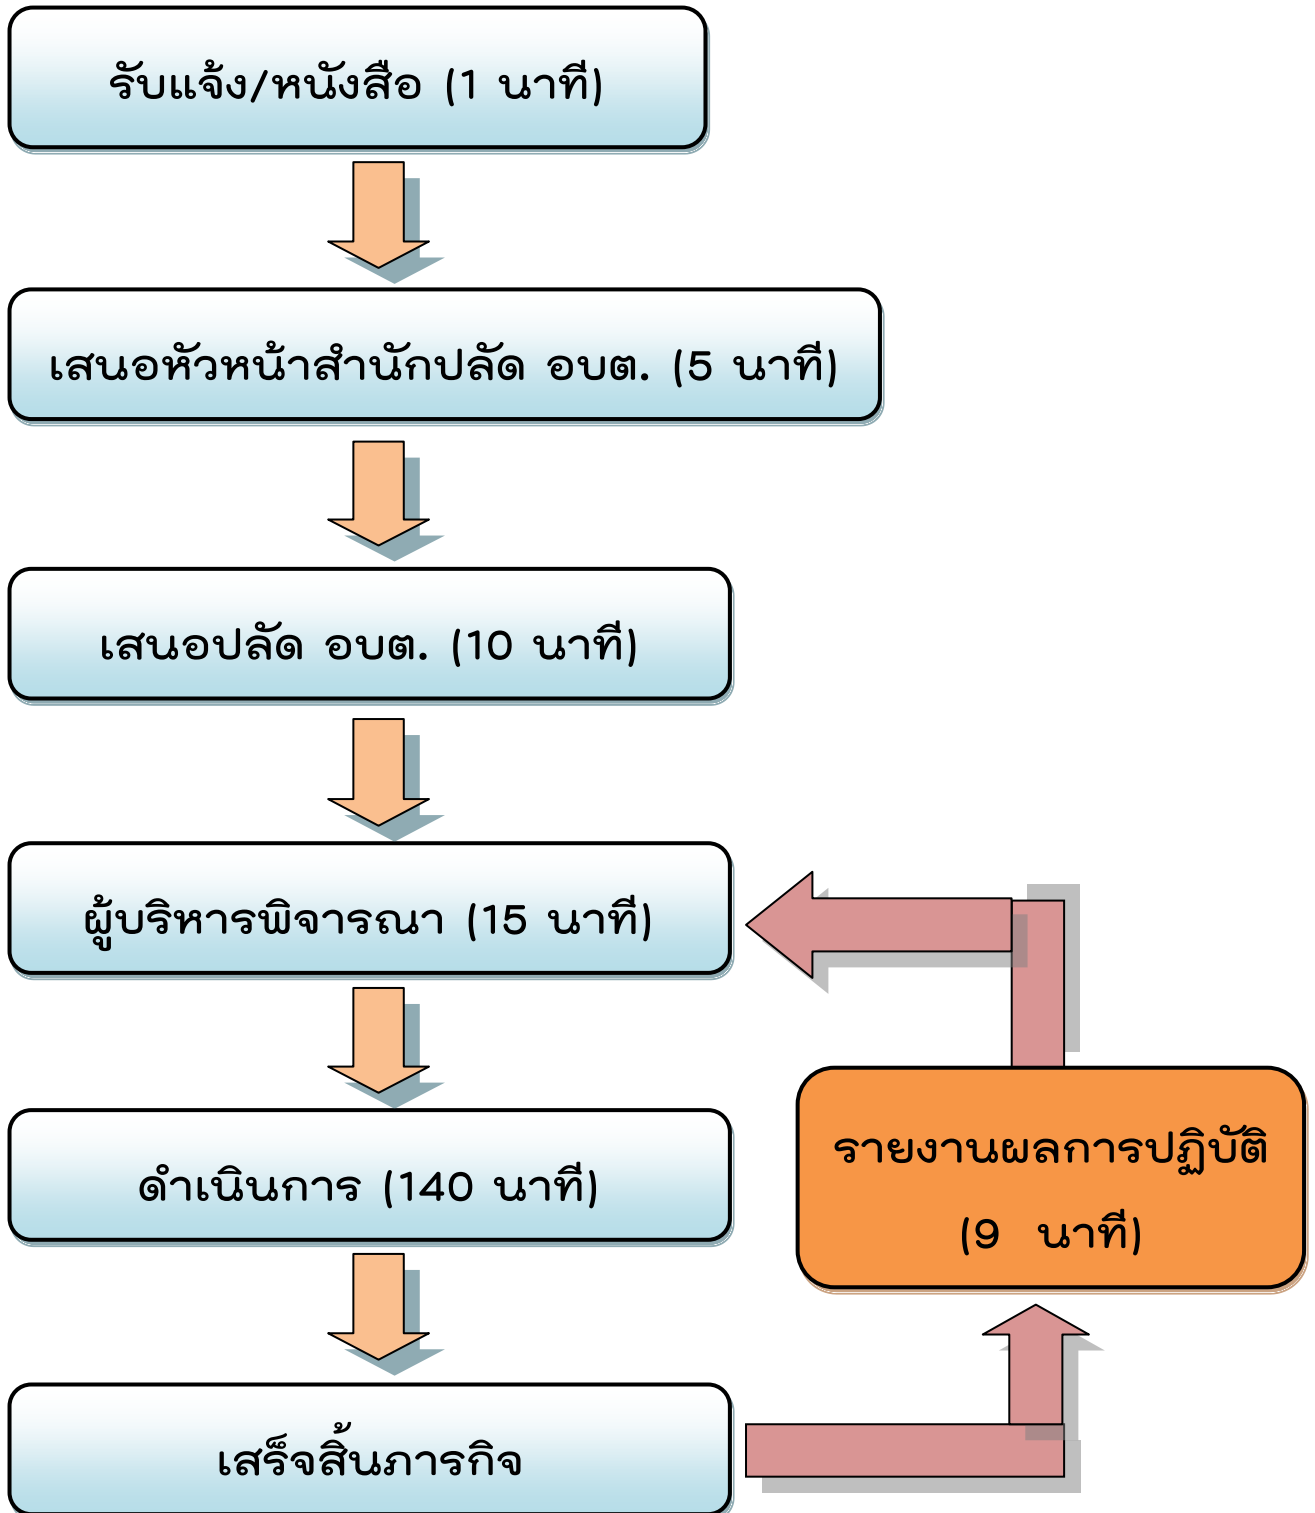 รับแจ้ง/หนังสือ (1 นาที)
เสนอหัวหน้าสำนักปลัด อบต. (5 นาที)
เสนอปลัด อบต. (10 นาที)
ผู้บริหารพิจารณา (15 นาที)
ดำเนินการ (140 นาที)
รายงานผลการปฏิบัติ
(9 นาที)
เสร็จสิ้นภารกิจ